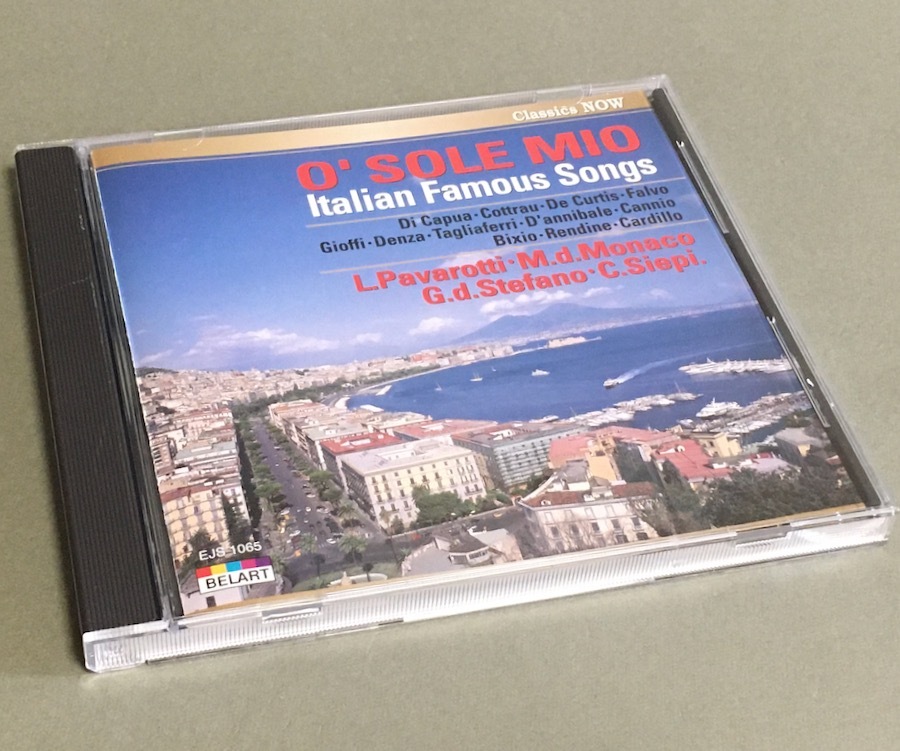 Classics NOW
O' SOLE MIO
Italian Famous Songs
Di Capua・Cottrau・De Curtis・Falvo
Gioffi・Denza・Tagliaferri・D'annibale・Cannio
Bixio・Rendine・Cardillo
L.Pavarotti・M.d.Monaco
G.d.Stefano・C.Siepi.
EJS 1065
BELART